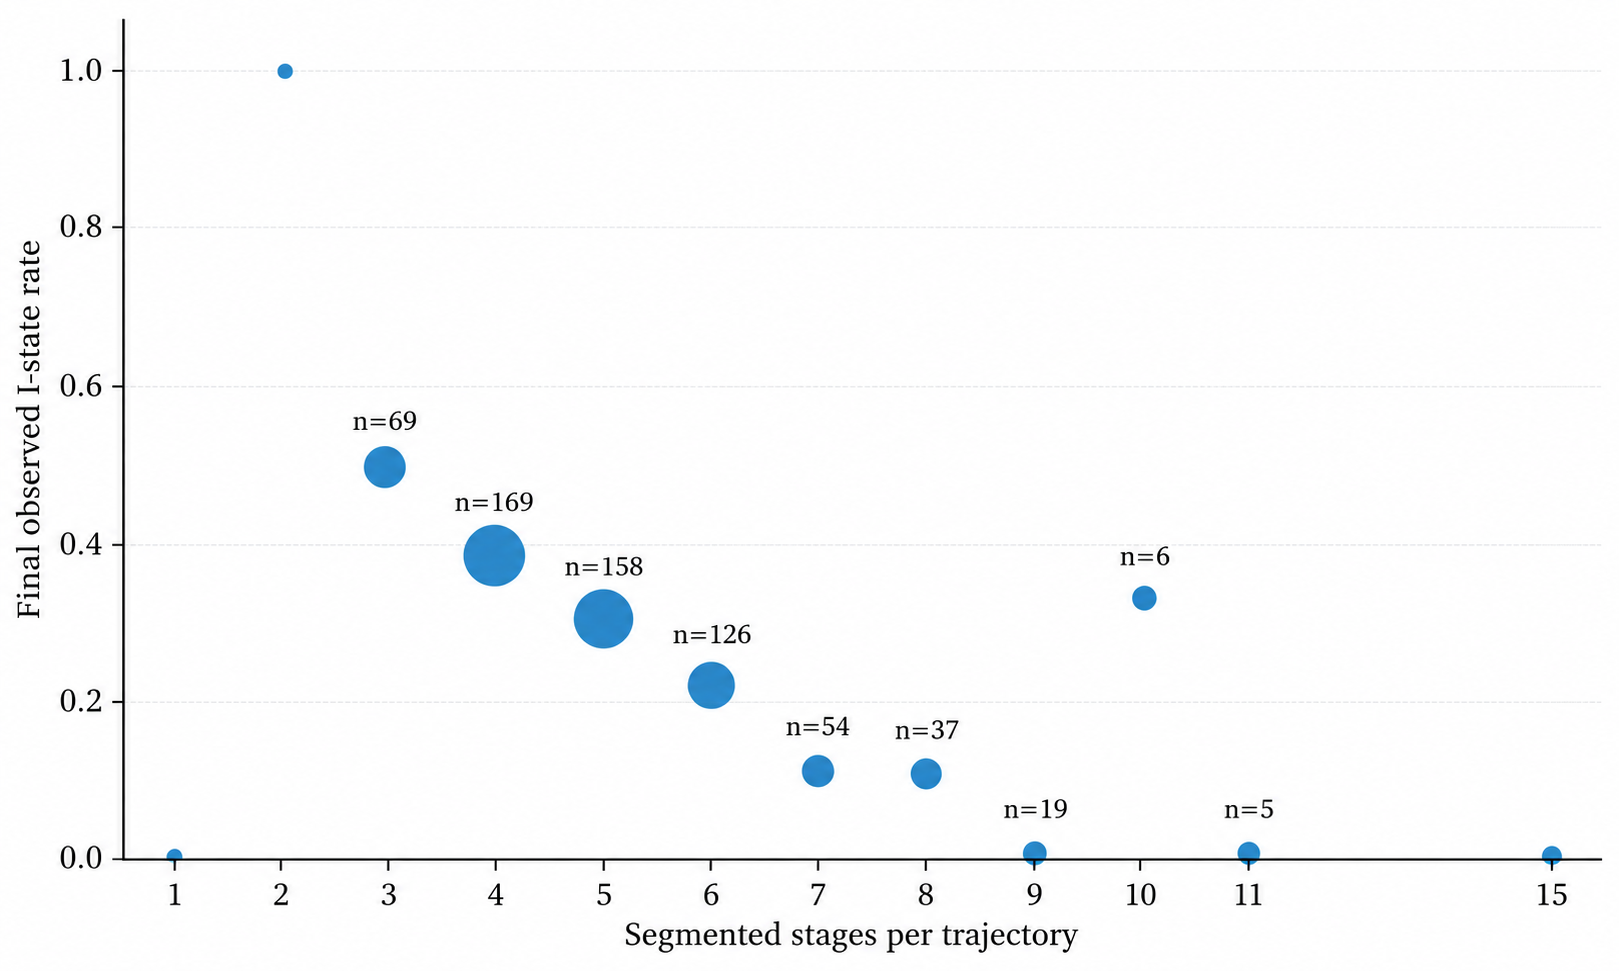 1.0
0.8
0.6
0.4
0.2
0.0
Final observed I-state rate
n=69
n=169
n=158
n=126
n=54
n=37
n=19
n=6
n=5
1 2 3 4 5 6 7 8 9 10 11 15
Segmented stages per trajectory